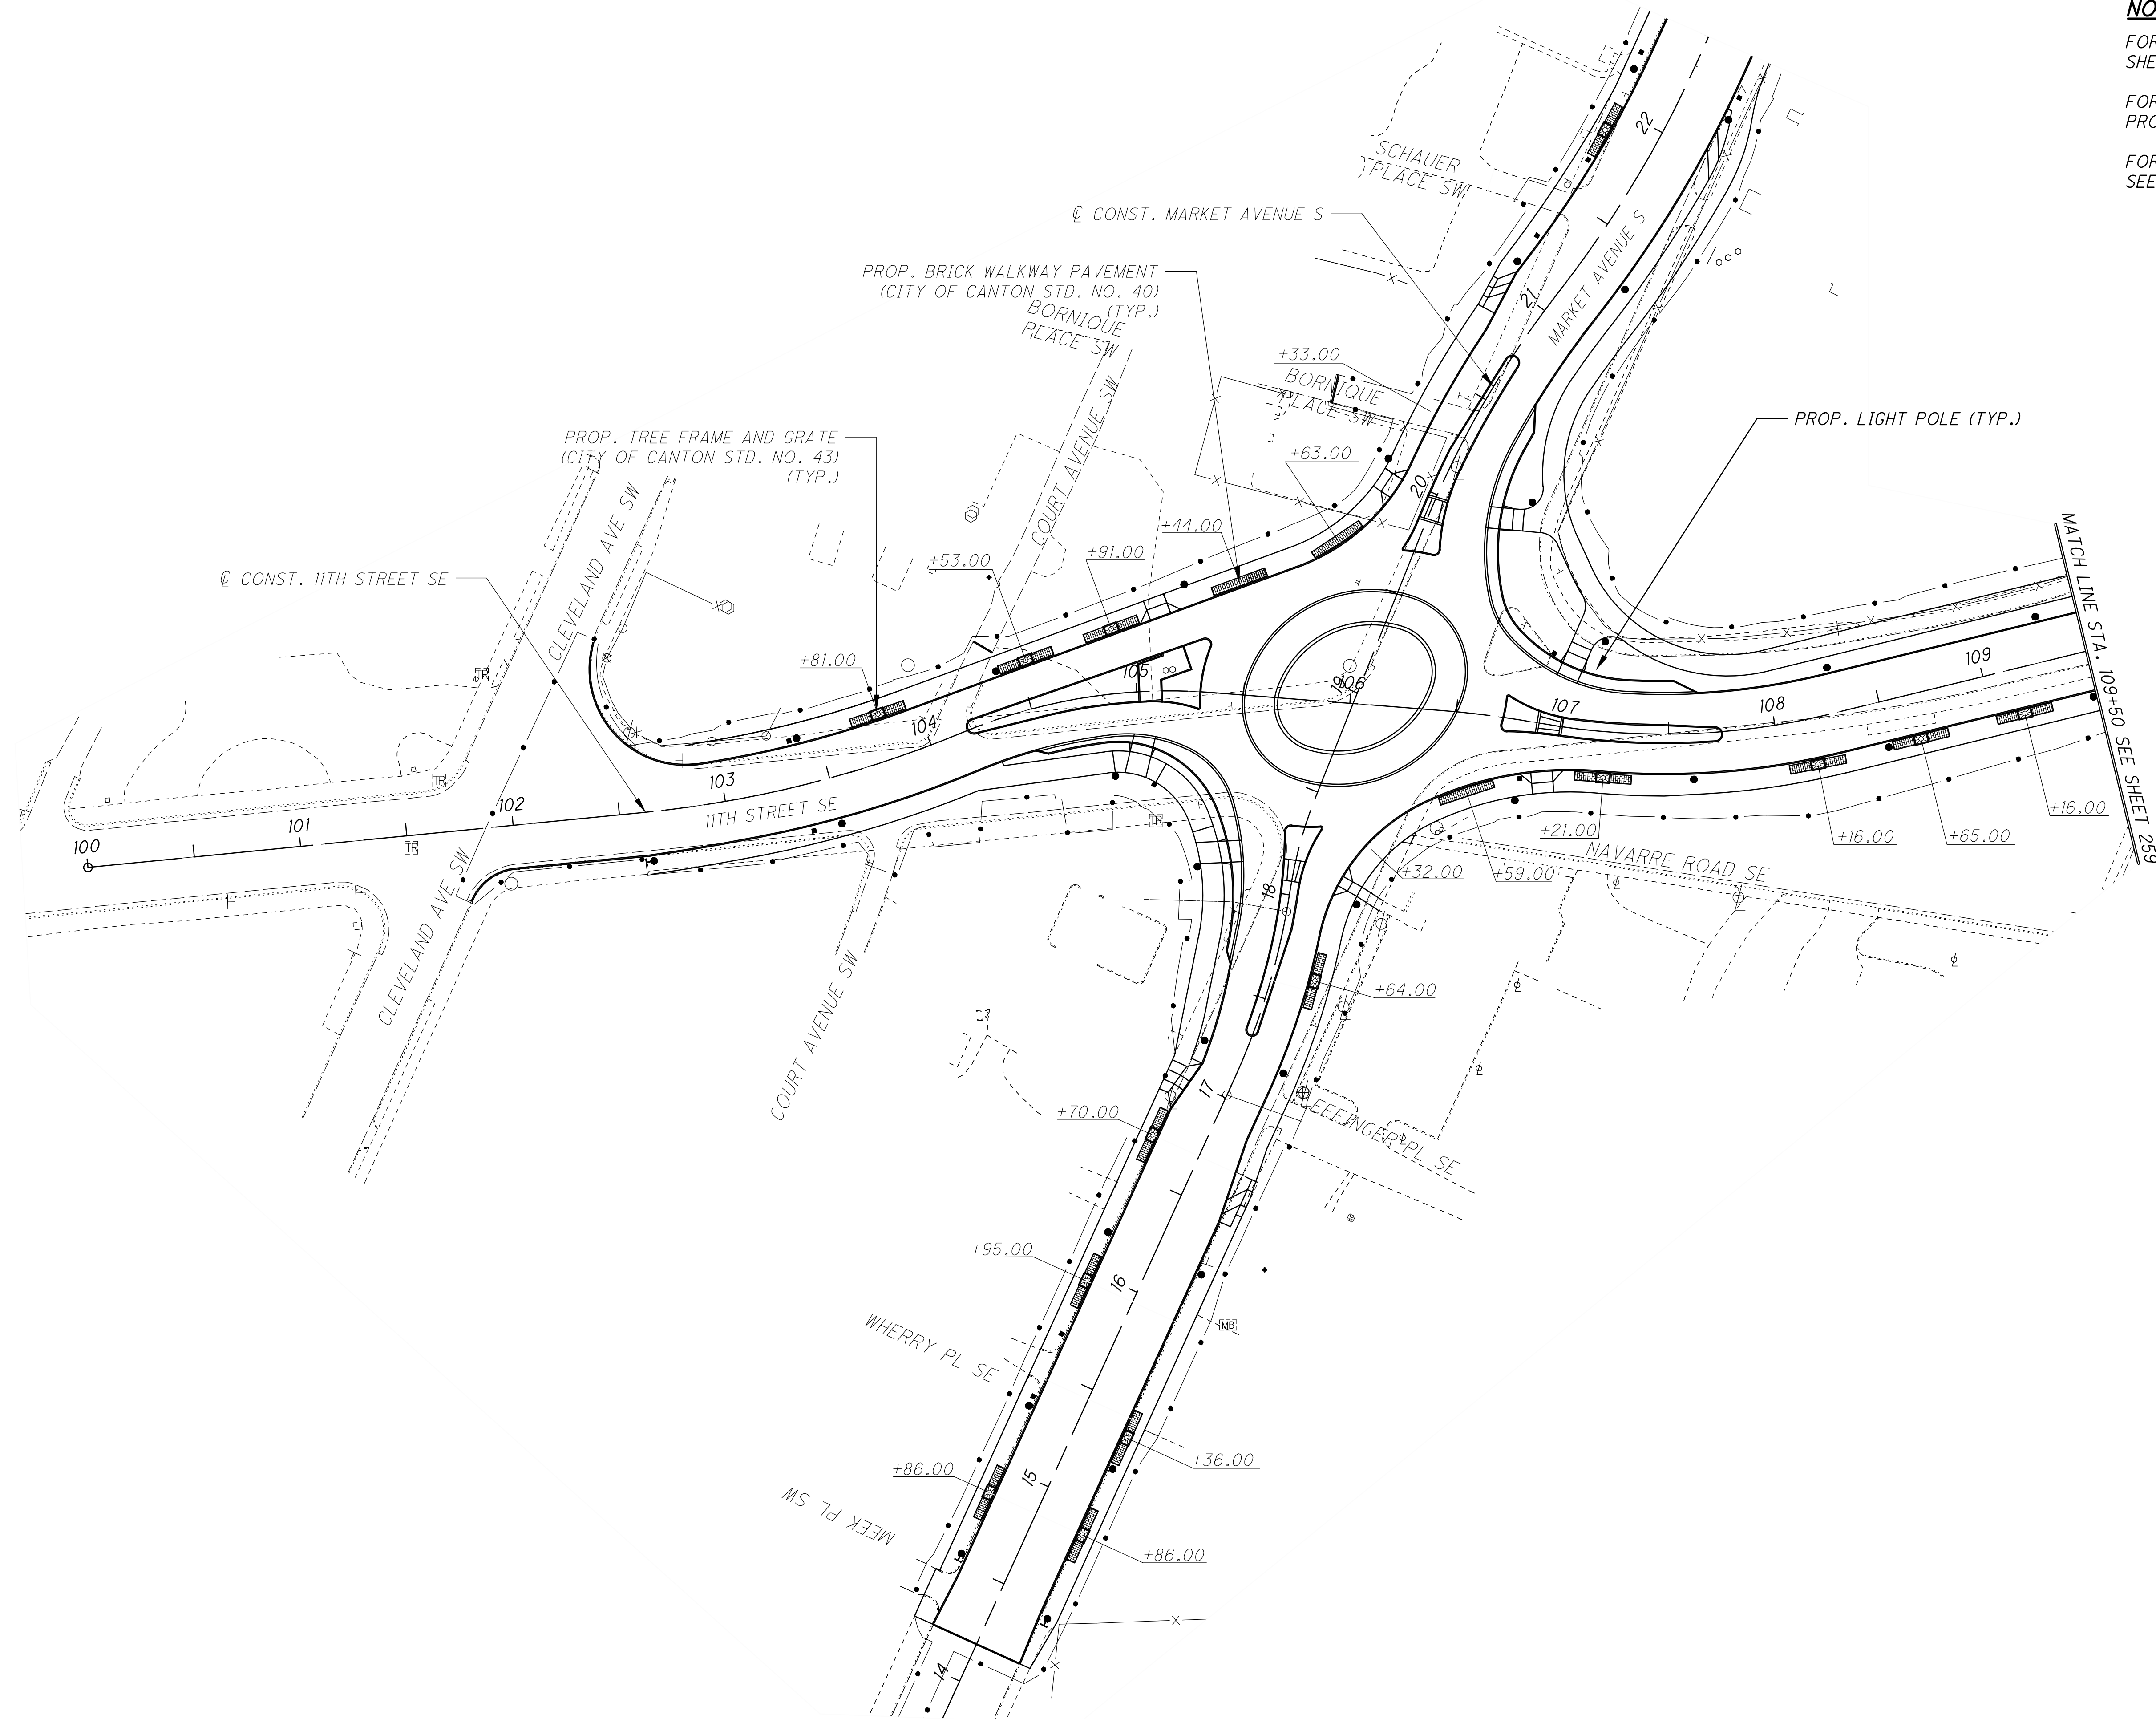 NO
FOR
SHE
FOR
PRO
FOR
SEE
22
SCHAUER
PLACE SW
℄ CONST. MARKET AVENUE S
MARKET AVENUE S
PROP. BRICK WALKWAY PAVEMENT
(CITY OF CANTON STD. NO. 40)
(TYP.)
BORNIQUE
PLACE SW
21
+33.00
BORNIQUE
PLACE SW
PROP. LIGHT POLE (TYP.)
PROP. TREE FRAME AND GRATE
(CITY OF CANTON STD. NO. 43)
(TYP.)
COURT AVENUE SW
+63.00
20
CLEVELAND AVE SW
+44.00
+91.00
+53.00
℄ CONST. 11TH STREET SE
MATCH LINE STA. 109+50 SEE SHEET 259
+81.00
TR
105
19
106
107
108
109
104
103
102
101
100
TR
TR
TR
11TH STREET SE
+16.00
+65.00
+16.00
+21.00
NAVARRE ROAD SE
+32.00
+59.00
18
CLEVELAND AVE SW
COURT AVENUE SW
+64.00
17
LEFFINGER PL SE
+70.00
+95.00
16
WHERRY PL SE
MB
+36.00
15
+86.00
MEEK PL SW
+86.00
14